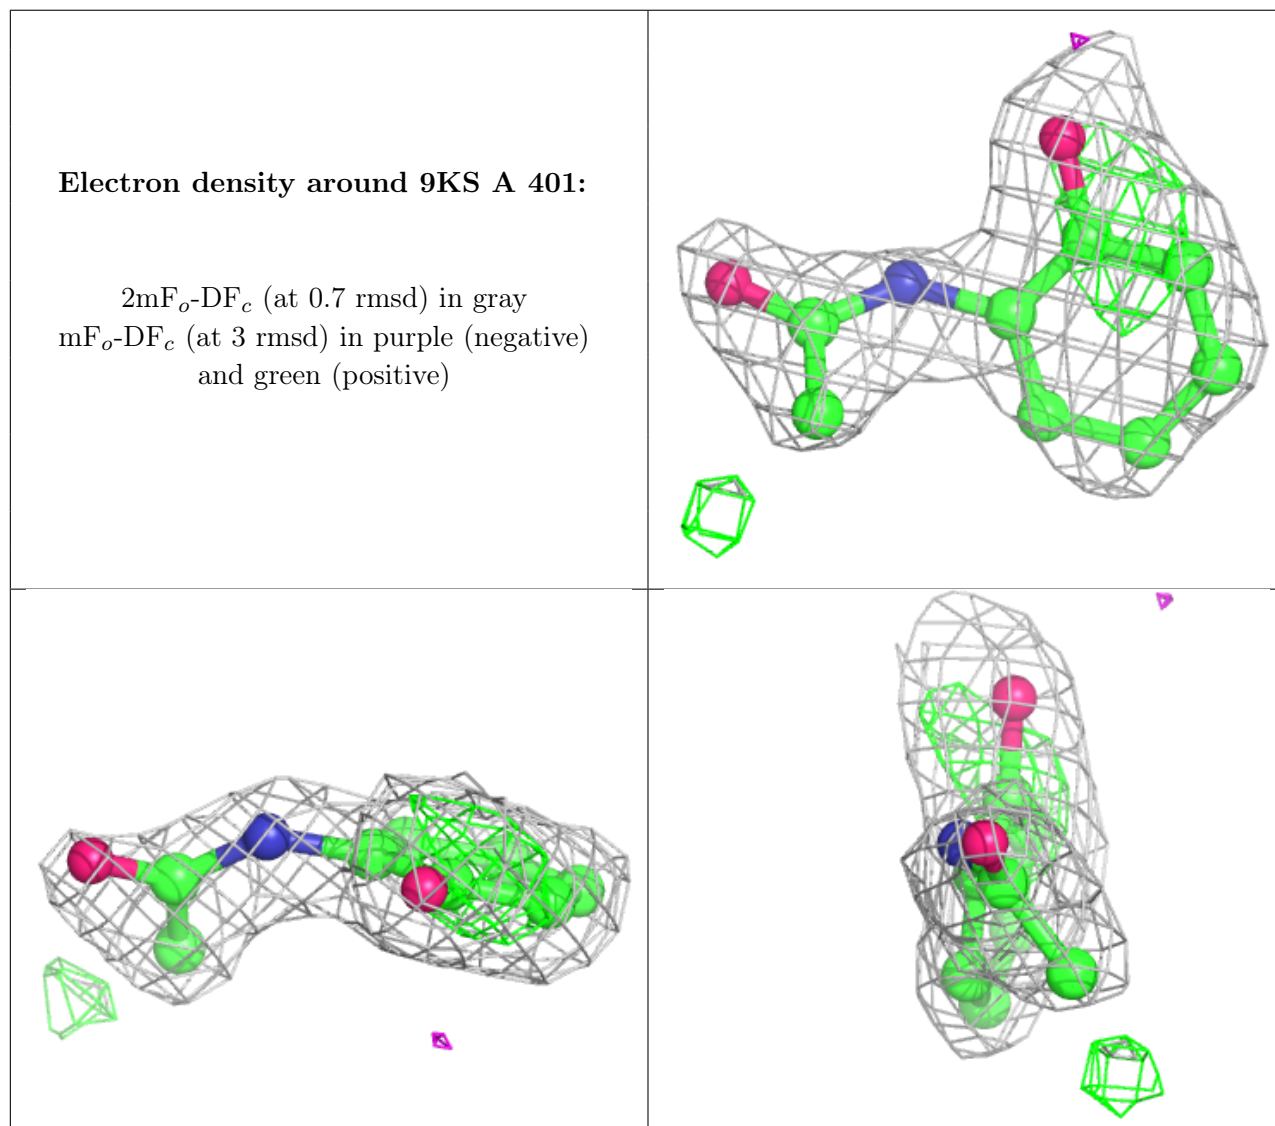 Electron density around 9KS A 401:
2mFo-DFc (at 0.7 rmsd) in gray
mFo-DFc (at 3 rmsd) in purple (negative)
and green (positive)